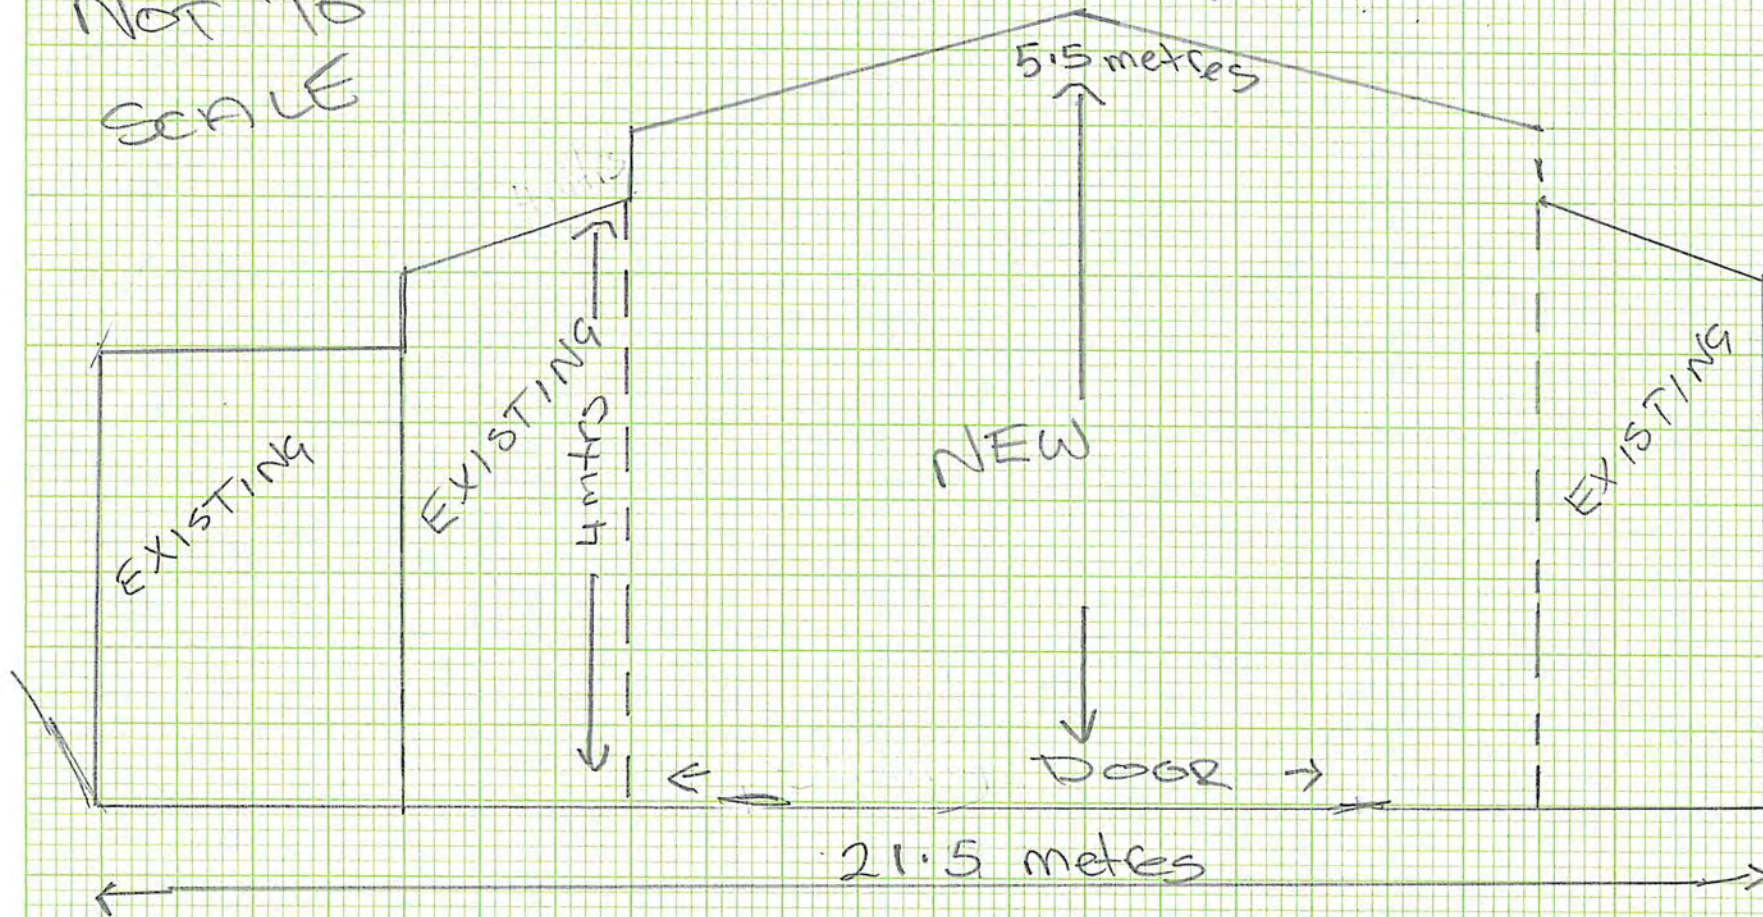 NOT TO
SCALE
5.5 metres
EXISTING
EXISTING
4 mtrs
NEW
EXISTING
← DOOR →
21.5 metres